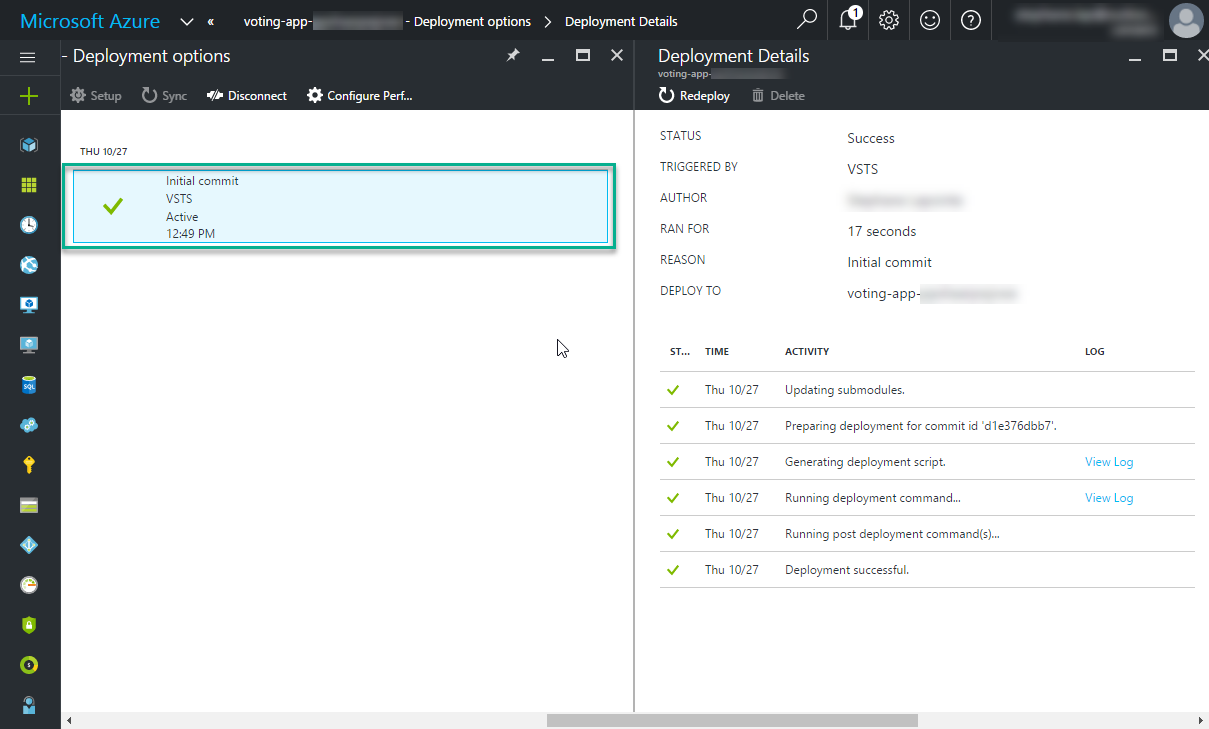 Microsoft Azure
voting-app- - Deployment options
Deployment Details
1
- Deployment options
Setup
Sync
Disconnect
Configure Perf...
THU 10/27
Initial commit
VSTS
Active
12:49 PM
Deployment Details
voting-app-
Redeploy
Delete
STATUS Success
TRIGGERED BY VSTS
AUTHOR
RAN FOR 17 seconds
REASON Initial commit
DEPLOY TO voting-app-
ST... TIME ACTIVITY LOG
Thu 10/27 Updating submodules.
Thu 10/27 Preparing deployment for commit id 'd1e376dbb7'.
Thu 10/27 Generating deployment script. View Log
Thu 10/27 Running deployment command... View Log
Thu 10/27 Running post deployment command(s)...
Thu 10/27 Deployment successful.
SQL